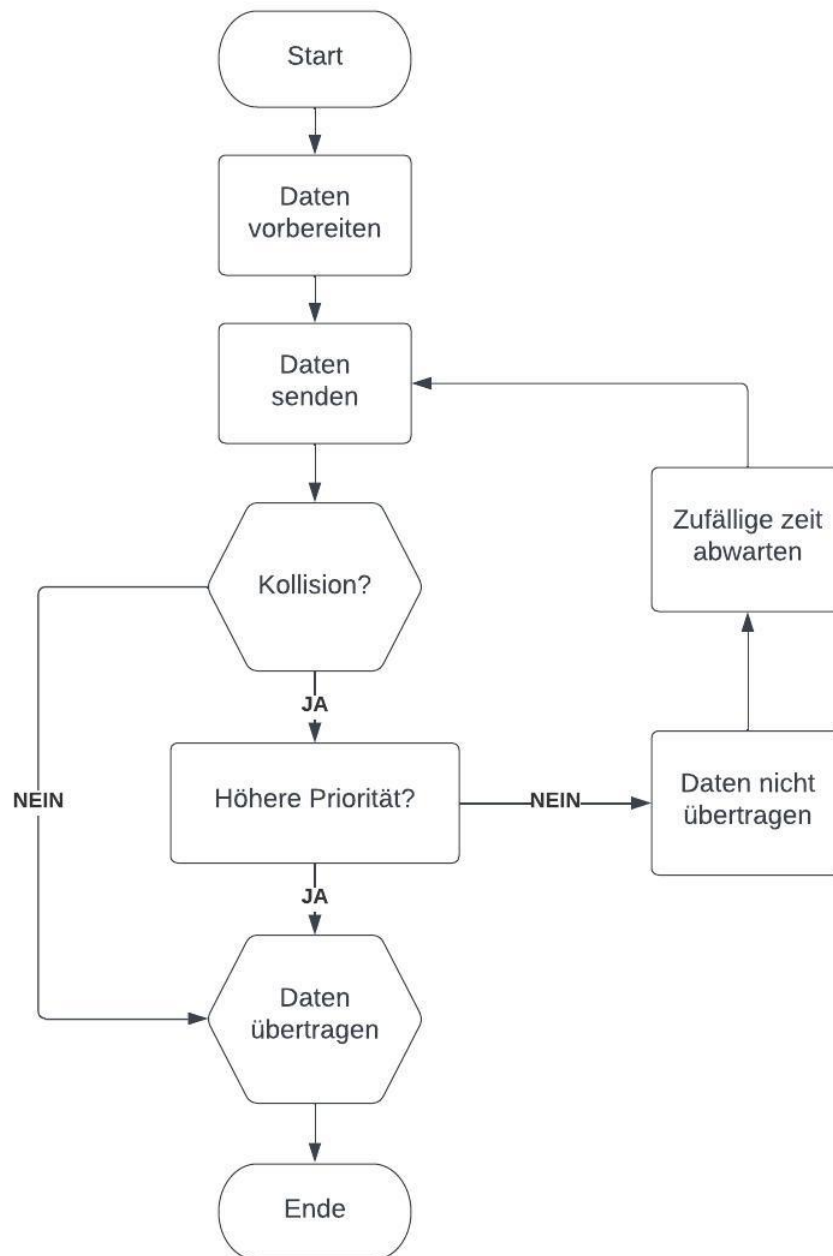 Start
Daten
vorbereiten
Daten
senden
Zufällige zeit
abwarten
Kollision?
JA
NEIN
Höhere Priorität?
NEIN
Daten nicht
übertragen
JA
Daten
übertragen
Ende